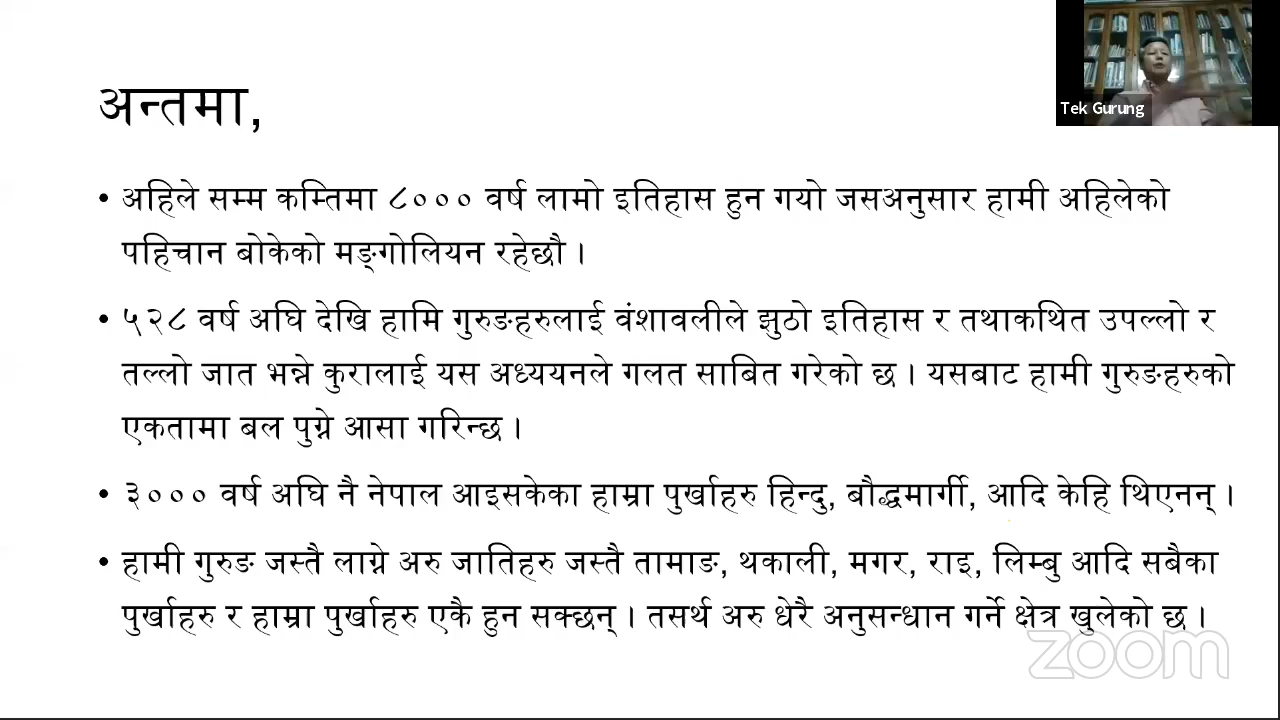 Tek Gurung
अन्तमा,
• अहिले सम्म कम्तिमा ८००० वर्ष लामो इतिहास हुन गयो जसअनुसार हामी अहिलेको
पहिचान बोकेको मङ्गोलियन रहेछौ ।
• ५२८ वर्ष अघि देखि हामि गुरुङहरुलाई वंशावलीले झुठो इतिहास र तथाकथित उपल्लो र
तल्लो जात भन्ने कुरालाई यस अध्ययनले गलत साबित गरेको छ । यसबाट हामी गुरुङहरुको
एकतामा बल पुग्ने आसा गरिन्छ ।
• ३००० वर्ष अघि नै नेपाल आइसकेका हाम्रा पुर्खाहरु हिन्दु, बौद्धमार्गी, आदि केहि थिएनन् ।
• हामी गुरुङ जस्तै लाग्ने अरु जातिहरु जस्तै तामाङ, थकाली, मगर, राइ, लिम्बु आदि सबैका
पुर्खाहरु र हाम्रा पुर्खाहरु एकै हुन सक्छन् । तसर्थ अरु धेरै अनुसन्धान गर्ने क्षेत्र खुलेको छ ।
zoom